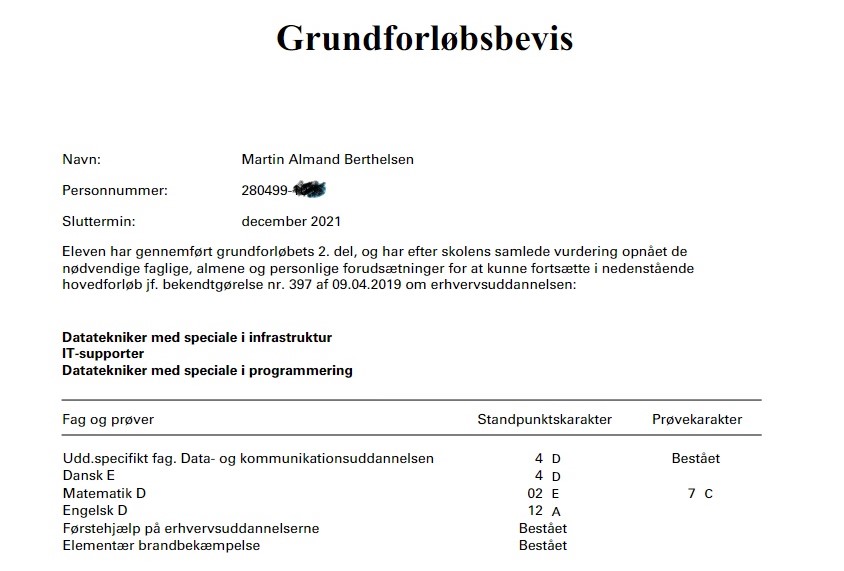 Grundforløbsbevis
Navn: Martin Almand Berthelsen
Personnummer: 280499-
Sluttermin: december 2021
Eleven har gennemført grundforløbets 2. del, og har efter skolens samlede vurdering opnået de
nødvendige faglige, almene og personlige forudsætninger for at kunne fortsætte i nedenstående
hovedforløb jf. bekendtgørelse nr. 397 af 09.04.2019 om erhvervsuddannelsen:
Datatekniker med speciale i infrastruktur
IT-supporter
Datatekniker med speciale i programmering
Fag og prøver Standpunktskarakter Prøvekarakter
Udd.specifikt fag. Data- og kommunikationsuddannelsen 4 D Bestået
Dansk E 4 D
Matematik D 02 E 7 C
Engelsk D 12 A
Førstehjælp på erhvervsuddannelserne Bestået
Elementær brandbekæmpelse Bestået